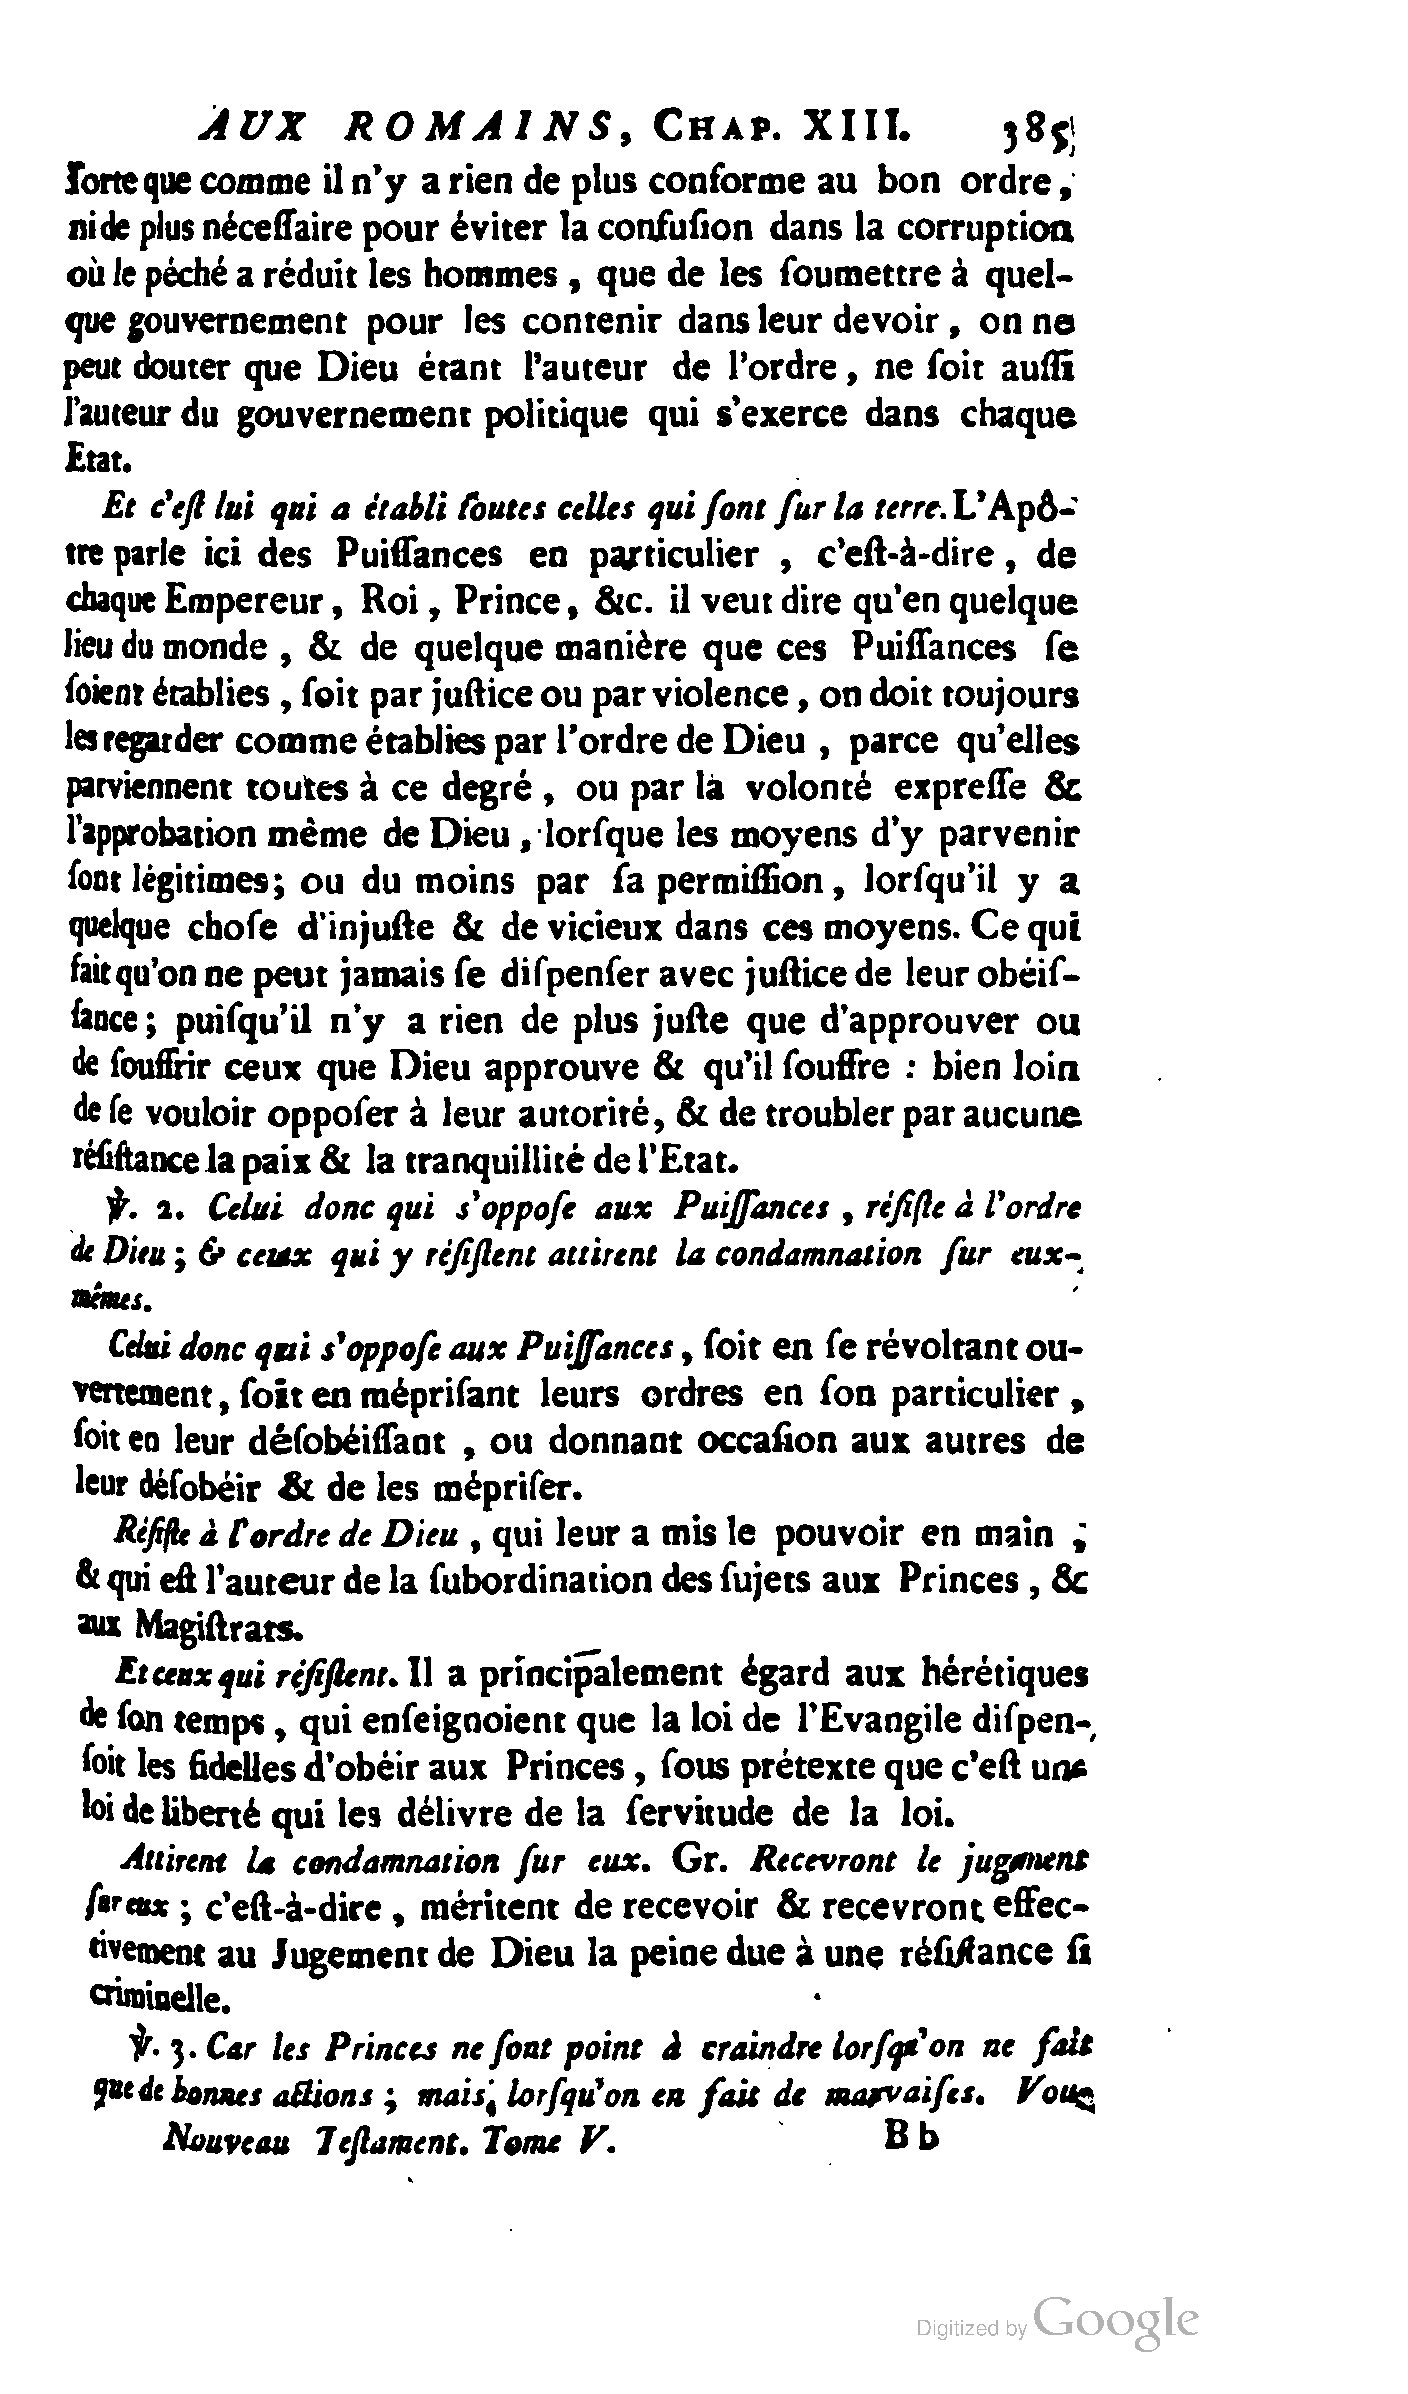 AUX ROMAINS, CHAP. XIII. 385
ſorte que comme il n'y a rien de plus conforme au bon ordre,
ni de plus néceſſaire pour éviter la confuſion dans la corruption
où le péché a réduit les hommes, que de les ſoumettre à quel-
que gouvernement pour les contenir dans leur devoir, on ne
peut douter que Dieu étant l'auteur de l'ordre, ne ſoit auſſi
l'auteur du gouvernement politique qui s'exerce dans chaque
Etat.
Et c'eſt lui qui a établi toutes celles qui ſont ſur la terre. L'Apô-
tre parle ici des Puiſſances en particulier, c'eſt-à-dire, de
chaque Empereur, Roi, Prince, &c. il veut dire qu'en quelque
lieu du monde, & de quelque manière que ces Puiſſances ſe
ſoient établies, ſoit par juſtice ou par violence, on doit toujours
les regarder comme établies par l'ordre de Dieu, parce qu'elles
parviennent toutes à ce degré, ou par la volonté expreſſe &
l'approbation même de Dieu, lorſque les moyens d'y parvenir
ſont légitimes; ou du moins par ſa permiſſion, lorſqu'il y a
quelque choſe d'injuſte & de vicieux dans ces moyens. Ce qui
fait qu'on ne peut jamais ſe diſpenſer avec juſtice de leur obéiſ-
ſance; puiſqu'il n'y a rien de plus juſte que d'approuver ou
de ſouffrir ceux que Dieu approuve & qu'il ſouffre : bien loin
de ſe vouloir oppoſer à leur autorité, & de troubler par aucune
réſiſtance la paix & la tranquillité de l'Etat.
℣. 2. Celui donc qui s'oppoſe aux Puiſſances, réſiſte à l'ordre
de Dieu; & ceux qui y réſiſtent attirent la condamnation ſur eux-
mêmes.
Celui donc qui s'oppoſe aux Puiſſances, ſoit en ſe révoltant ou-
vertement, ſoit en mépriſant leurs ordres en ſon particulier,
ſoit en leur déſobéiſſant, ou donnant occaſion aux autres de
leur déſobéir & de les mépriſer.
Réſiſte à l'ordre de Dieu, qui leur a mis le pouvoir en main ;
& qui eſt l'auteur de la ſubordination des ſujets aux Princes, &
aux Magiſtrats.
Et ceux qui réſiſtent. Il a principalement égard aux hérétiques
de ſon temps, qui enſeignoient que la loi de l'Evangile diſpen-
ſoit les fidelles d'obéir aux Princes, ſous prétexte que c'eſt une
loi de liberté qui les délivre de la ſervitude de la loi.
Attirent la condamnation ſur eux. Gr. Recevront le jugement
ſur eux; c'eſt-à-dire, méritent de recevoir & recevront effec-
tivement au Jugement de Dieu la peine due à une réſiſtance ſi
criminelle.
℣. 3. Car les Princes ne ſont point à craindre lorſqu'on ne fait
que de bonnes actions; mais lorſqu'on en fait de mauvaiſes. Vous
Nouveau Teſtament. Tome V. Bb
Digitized by Google